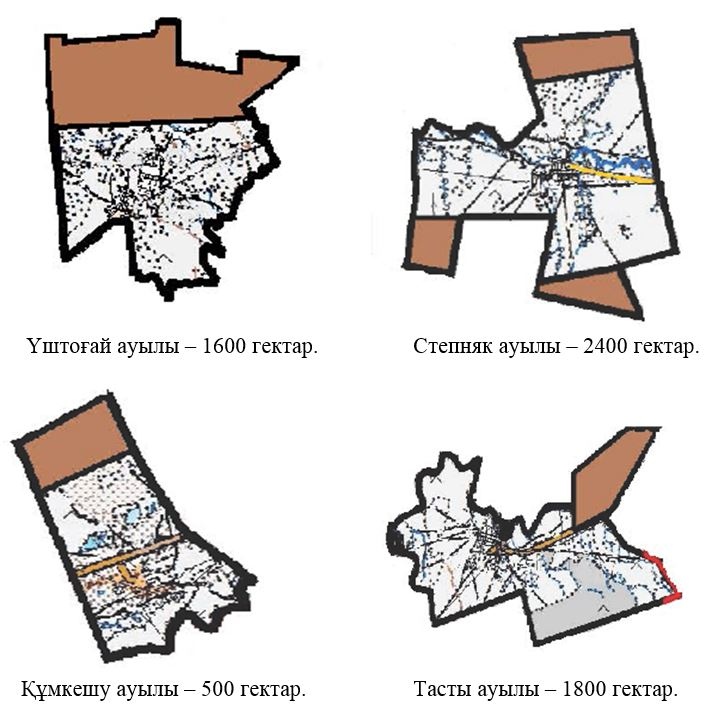 Үштоғай ауылы – 1600 гектар.
Степняк ауылы – 2400 гектар.
Құмкешу ауылы – 500 гектар.
Тасты ауылы – 1800 гектар.